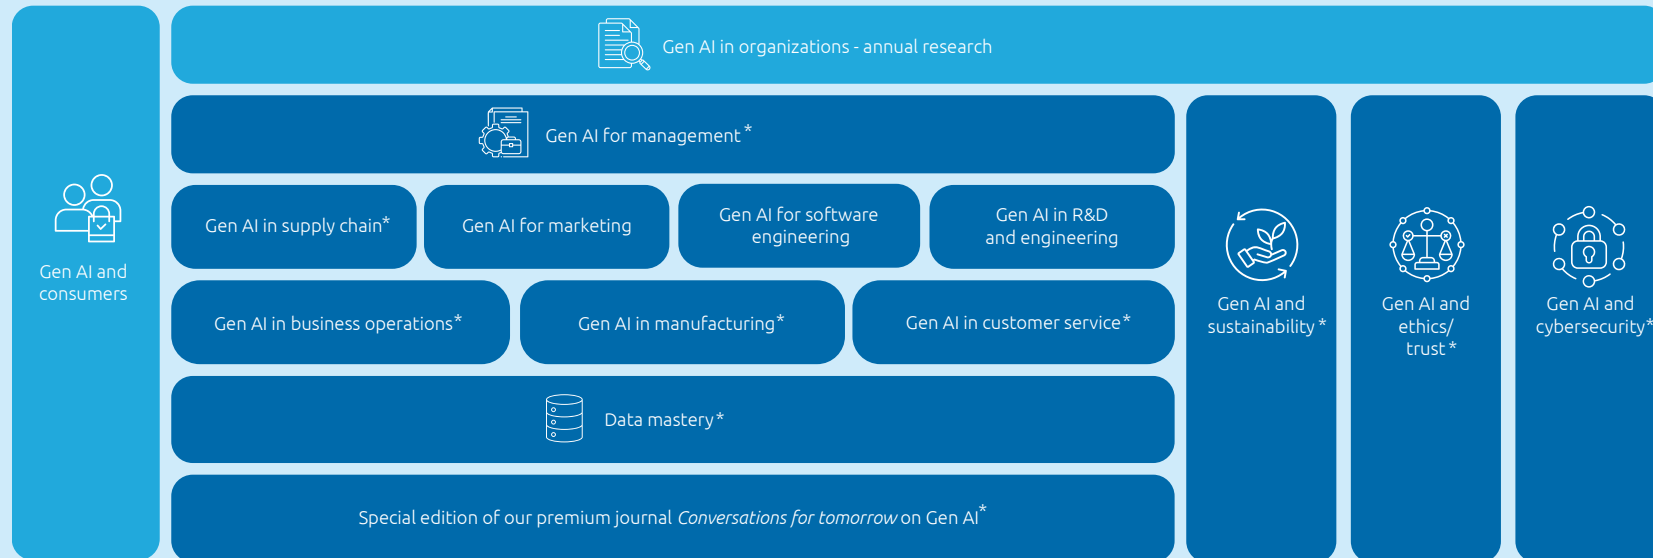 Gen AI in organizations - annual research
Gen AI and
consumers
Gen AI for management*
Gen AI in supply chain*
Gen AI for marketing
Gen AI for software
engineering
Gen AI in R&D
and engineering
Gen AI in business operations*
Gen AI in manufacturing*
Gen AI in customer service*
Data mastery*
Special edition of our premium journal Conversations for tomorrow on Gen AI*
Gen AI and
sustainability*
Gen AI and
ethics/
trust*
Gen AI and
cybersecurity*